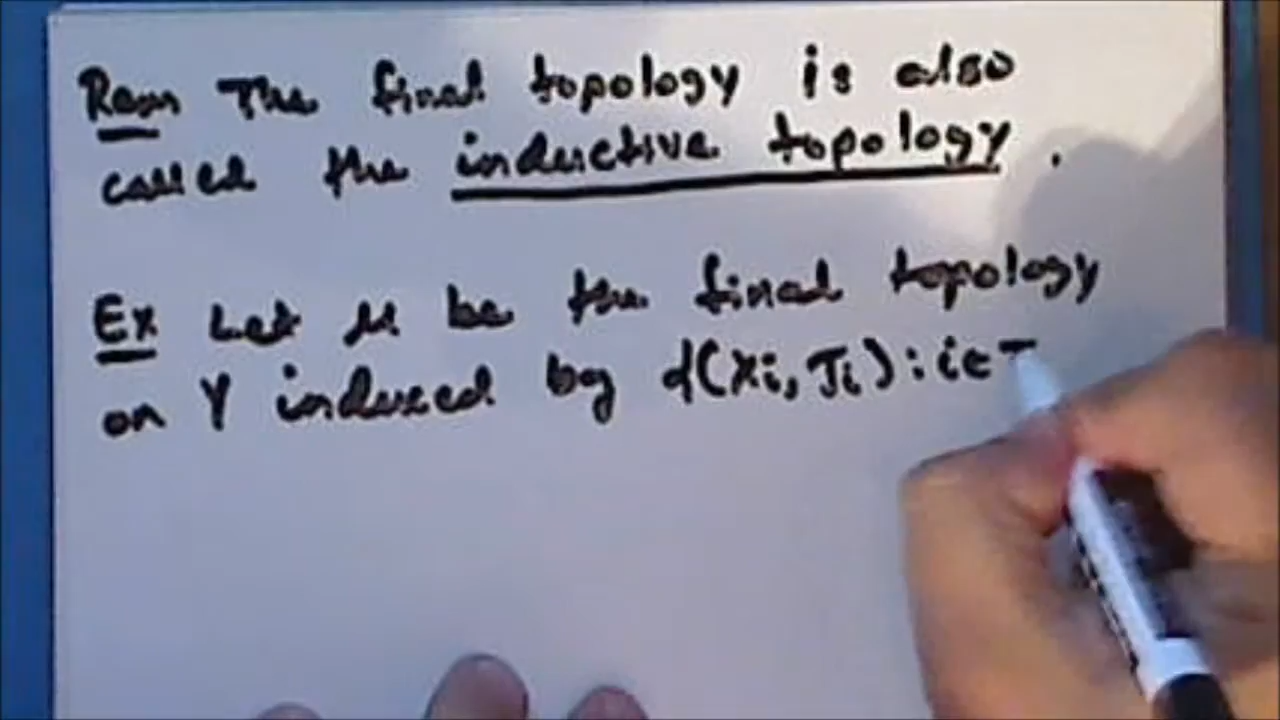 Rem The final topology is also
called the inductive topology.
Ex Let M be the final topology
on Y induced by {(Xi, Ti): i∈